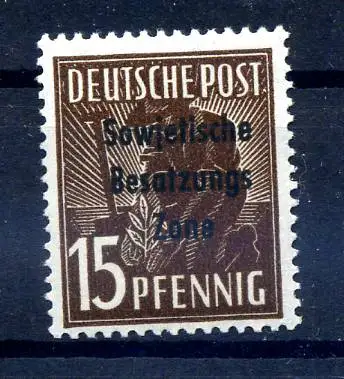 DEUTSCHE POST
Sowjetische
Besatzungs
Zone
15 PFENNIG